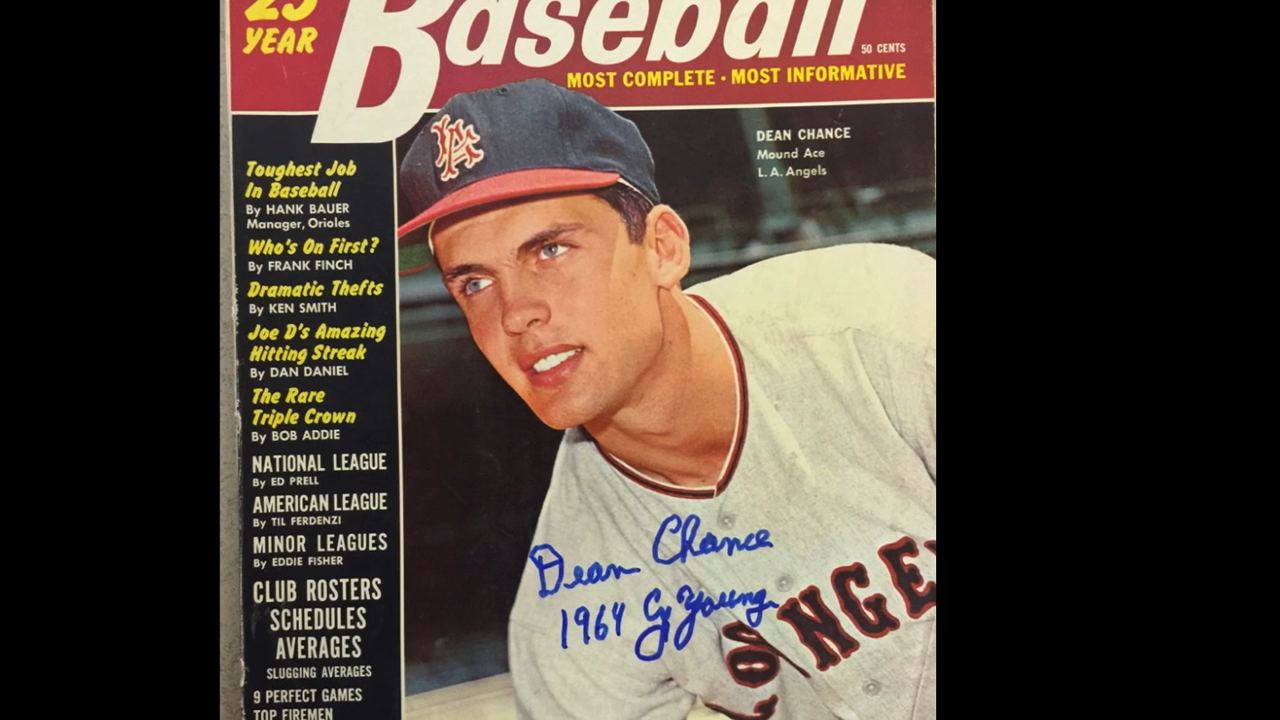 25
YEAR
Baseball
50 CENTS
MOST COMPLETE · MOST INFORMATIVE
LA
DEAN CHANCE
Mound Ace
L. A. Angels
Toughest Job
In Baseball
By HANK BAUER
Manager, Orioles
Who's On First?
By FRANK FINCH
Dramatic Thefts
By KEN SMITH
Joe D's Amazing
Hitting Streak
By DAN DANIEL
The Rare
Triple Crown
By BOB ADDIE
NATIONAL LEAGUE
By ED PRELL
AMERICAN LEAGUE
By TIL FERDENZI
MINOR LEAGUES
By EDDIE FISHER
CLUB ROSTERS
SCHEDULES
AVERAGES
SLUGGING AVERAGES
9 PERFECT GAMES
TOP FIREMEN
Dean Chance
1964 Cy Young